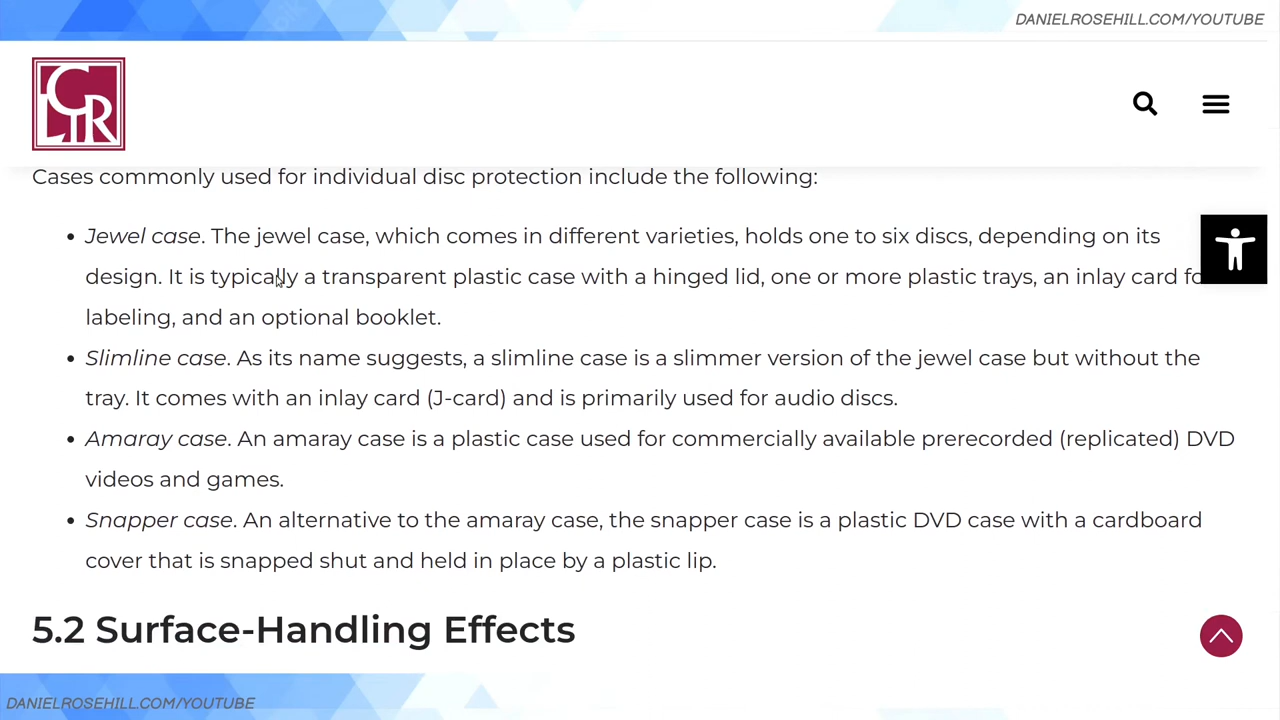 DANIELROSEHILL.COM/YOUTUBE
CLIR
Cases commonly used for individual disc protection include the following:
• Jewel case. The jewel case, which comes in different varieties, holds one to six discs, depending on its
design. It is typically a transparent plastic case with a hinged lid, one or more plastic trays, an inlay card fo
labeling, and an optional booklet.
• Slimline case. As its name suggests, a slimline case is a slimmer version of the jewel case but without the
tray. It comes with an inlay card (J-card) and is primarily used for audio discs.
• Amaray case. An amaray case is a plastic case used for commercially available prerecorded (replicated) DVD
videos and games.
• Snapper case. An alternative to the amaray case, the snapper case is a plastic DVD case with a cardboard
cover that is snapped shut and held in place by a plastic lip.
5.2 Surface-Handling Effects
DANIELROSEHILL.COM/YOUTUBE